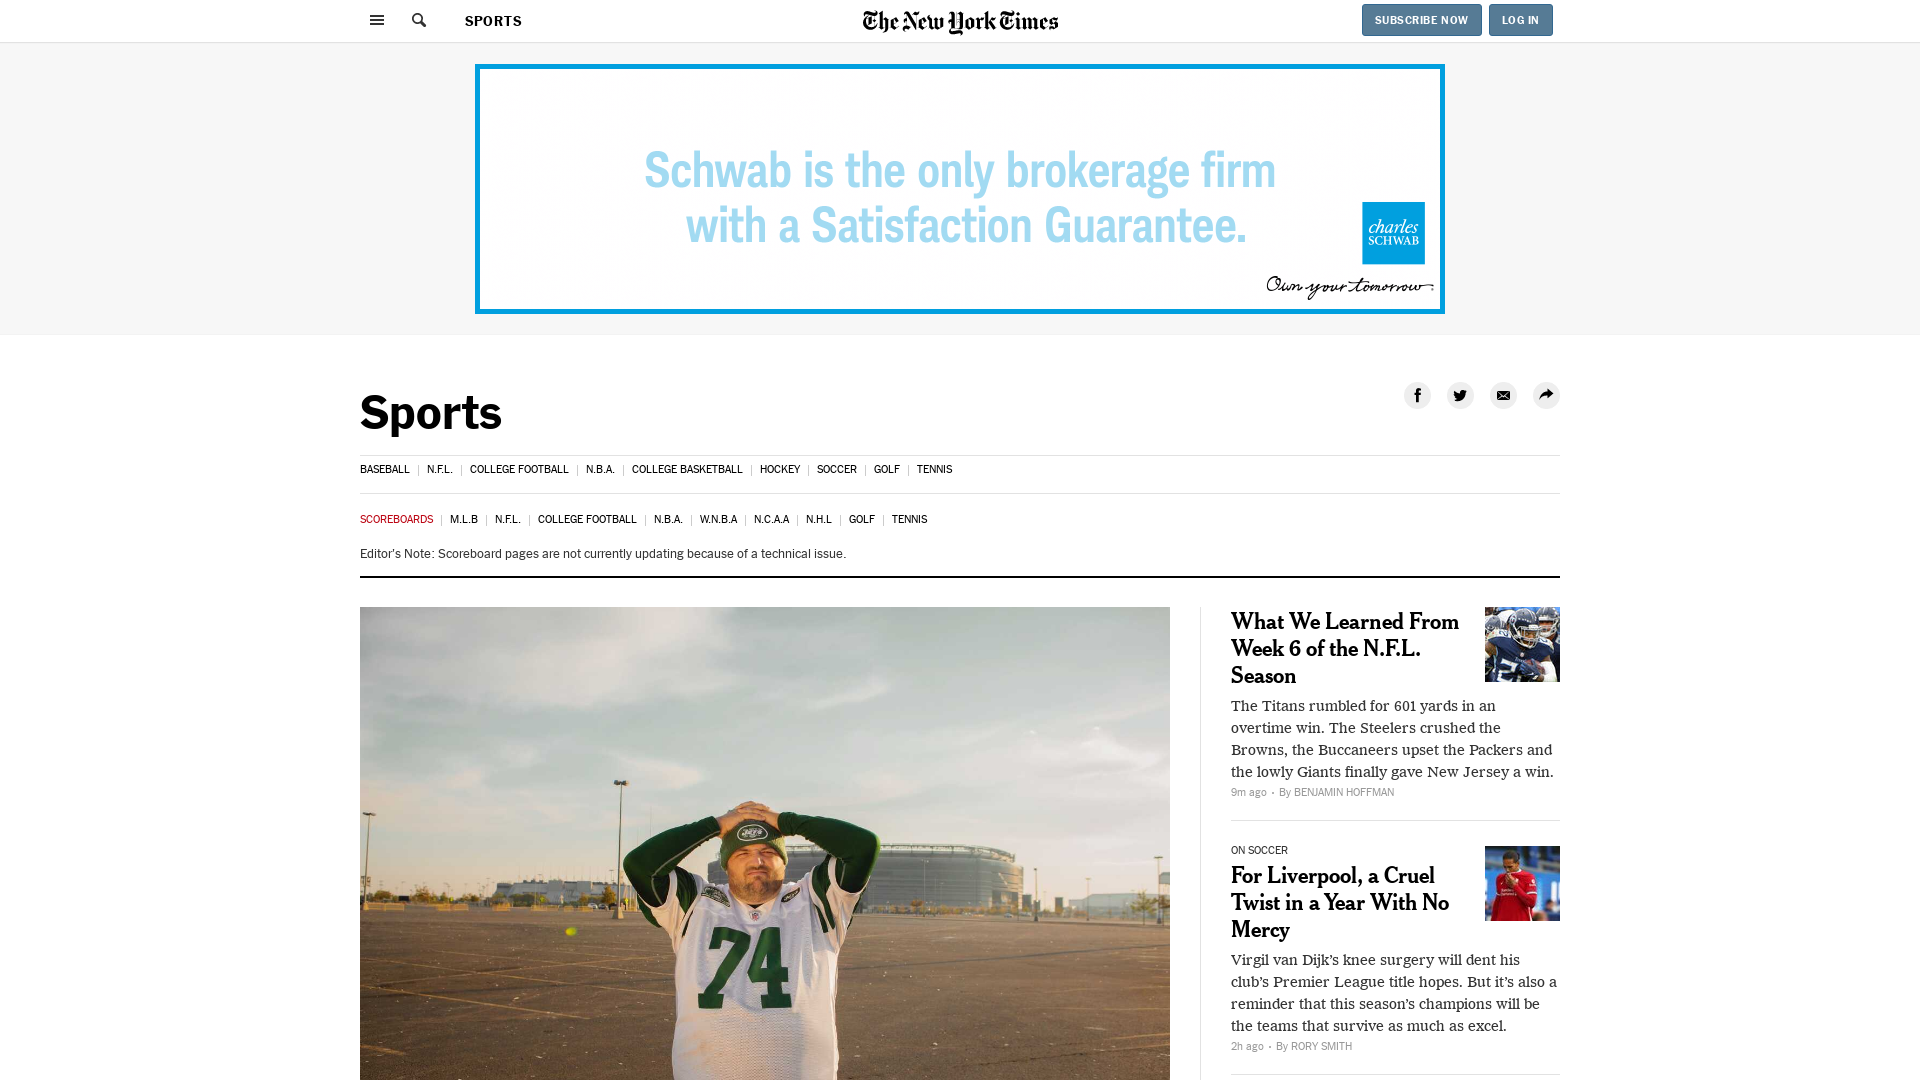 SPORTS
The New York Times
SUBSCRIBE NOW
LOG IN
Schwab is the only brokerage firm
with a Satisfaction Guarantee.
charles
SCHWAB
Own your tomorrow.
Sports
BASEBALL | N.F.L. | COLLEGE FOOTBALL | N.B.A. | COLLEGE BASKETBALL | HOCKEY | SOCCER | GOLF | TENNIS
SCOREBOARDS | M.L.B | N.F.L. | COLLEGE FOOTBALL | N.B.A. | W.N.B.A | N.C.A.A | N.H.L | GOLF | TENNIS
Editor's Note: Scoreboard pages are not currently updating because of a technical issue.
JETS
74
What We Learned From
Week 6 of the N.F.L.
Season
The Titans rumbled for 601 yards in an
overtime win. The Steelers crushed the
Browns, the Buccaneers upset the Packers and
the lowly Giants finally gave New Jersey a win.
9m ago • By BENJAMIN HOFFMAN
ON SOCCER
For Liverpool, a Cruel
Twist in a Year With No
Mercy
Virgil van Dijk’s knee surgery will dent his
club’s Premier League title hopes. But it’s also a
reminder that this season’s champions will be
the teams that survive as much as excel.
2h ago • By RORY SMITH